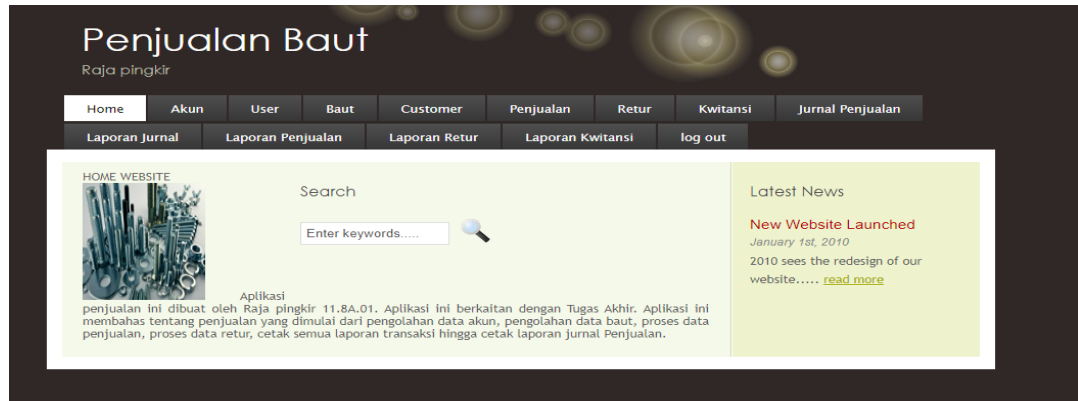 Penjualan Baut
Raja pingkir
Home Akun User Baut Customer Penjualan Retur Kwitansi Jurnal Penjualan
Laporan Jurnal Laporan Penjualan Laporan Retur Laporan Kwitansi log out
HOME WEBSITE
Search
Enter keywords.....
Aplikasi
penjualan ini dibuat oleh Raja pingkir 11.8A.01. Aplikasi ini berkaitan dengan Tugas Akhir. Aplikasi ini
membahas tentang penjualan yang dimulai dari pengolahan data akun, pengolahan data baut, proses data
penjualan, proses data retur, cetak semua laporan transaksi hingga cetak laporan jurnal Penjualan.
Latest News
New Website Launched
January 1st, 2010
2010 sees the redesign of our
website..... read more